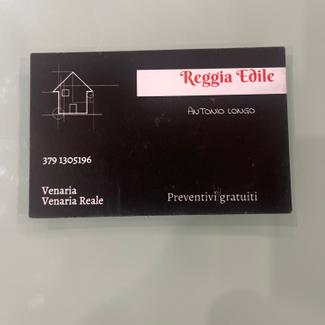 Reggia Edile
ANTONIO LONGO
379 1305196
Venaria
Venaria Reale
Preventivi gratuiti